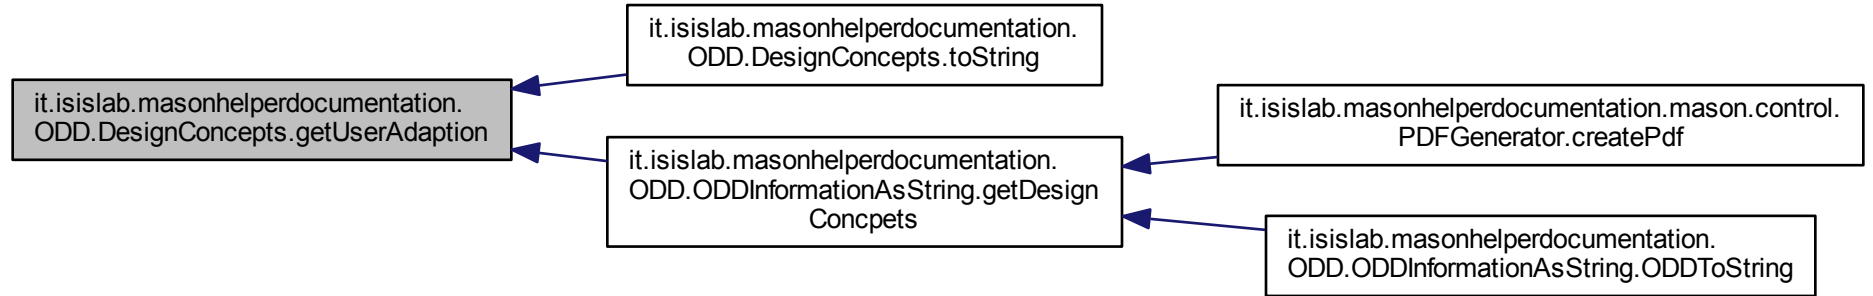 it.isislab.masonhelperdocumentation.
ODD.DesignConcepts.toString
it.isislab.masonhelperdocumentation.
ODD.DesignConcepts.getUserAdaption
it.isislab.masonhelperdocumentation.mason.control.
PDFGenerator.createPdf
it.isislab.masonhelperdocumentation.
ODD.ODDInformationAsString.getDesign
Concpets
it.isislab.masonhelperdocumentation.
ODD.ODDInformationAsString.ODDToString